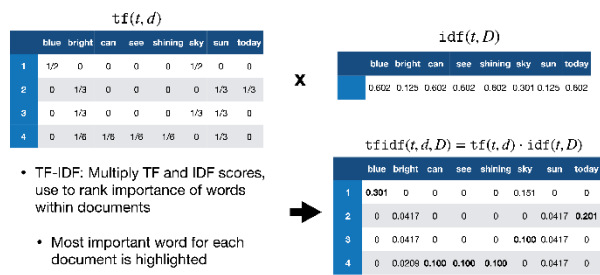 tf(t, d)
blue bright can see shining sky sun today
1 1/2 0 0 0 0 1/2 0 0
2 0 1/3 0 0 0 0 1/3 1/3
3 0 1/3 0 0 0 1/3 1/3 0
4 0 1/6 1/6 1/6 1/6 0 1/3 0
x
idf(t, D)
blue bright can see shining sky sun today
0.602 0.125 0.602 0.602 0.602 0.301 0.125 0.602
• TF-IDF: Multiply TF and IDF scores,
use to rank importance of words
within documents
• Most important word for each
document is highlighted
tfidf(t, d, D) = tf(t, d) · idf(t, D)
blue bright can see shining sky sun today
1 0.301 0 0 0 0 0.151 0 0
2 0 0.0417 0 0 0 0 0.0417 0.201
3 0 0.0417 0 0 0 0.100 0.0417 0
4 0 0.0209 0.100 0.100 0.100 0 0.0417 0